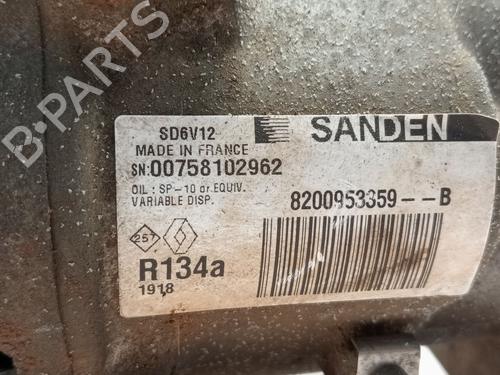 B-PARTS
SD6V12
SANDEN
MADE IN FRANCE
SN:00758102962
OIL : SP-10 or EQUIV.
VARIABLE DISP.
8200953359--B
257
R134a
1918